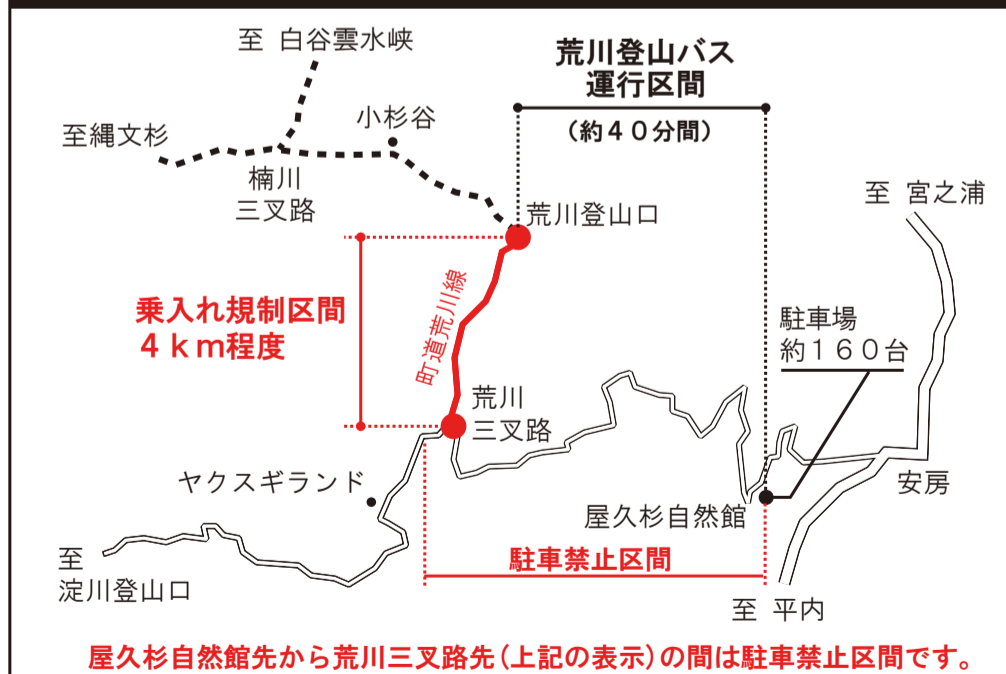 至 白谷雲水峡
荒川登山バス
運行区間
(約40分間)
小杉谷
至縄文杉
楠川
三叉路
荒川登山口
至 宮之浦
乗入れ規制区間
4km程度
町道荒川線
駐車場
約160台
荒川
三叉路
ヤクスギランド
安房
屋久杉自然館
至
淀川登山口
駐車禁止区間
至 平内
屋久杉自然館先から荒川三叉路先(上記の表示)の間は駐車禁止区間です。